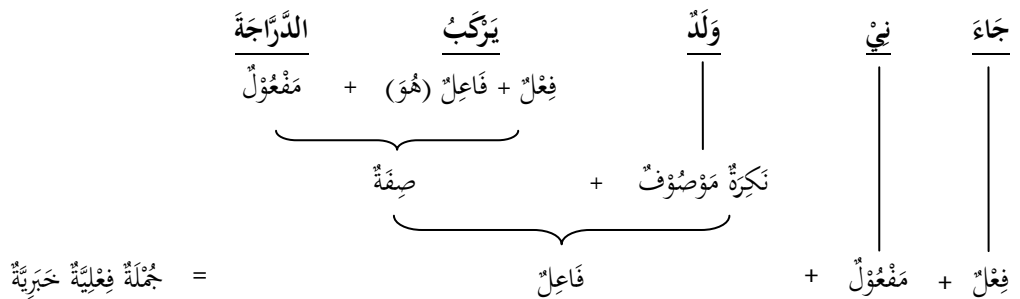 جَاءَ نِيْ وَلَدٌ يَرْكَبُ الدَّرَّاجَةَ
فِعْلٌ + فَاعِلٌ (هُوَ) + مَفْعُوْلٌ
نَكِرَةٌ مَوْصُوْفٌ + صِفَةٌ
فِعْلٌ + مَفْعُوْلٌ + فَاعِلٌ = جُمْلَةٌ فِعْلِيَّةٌ خَبَرِيَّةٌ